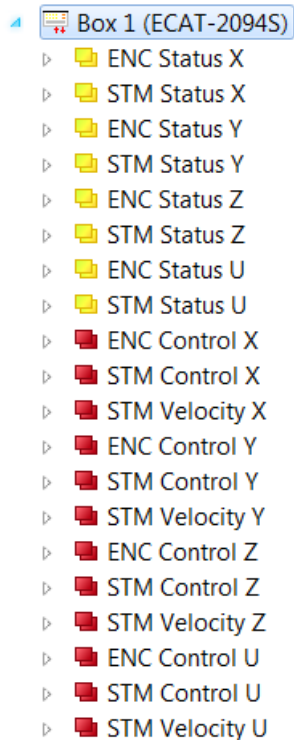 Box 1 (ECAT-2094S)
ENC Status X
STM Status X
ENC Status Y
STM Status Y
ENC Status Z
STM Status Z
ENC Status U
STM Status U
ENC Control X
STM Control X
STM Velocity X
ENC Control Y
STM Control Y
STM Velocity Y
ENC Control Z
STM Control Z
STM Velocity Z
ENC Control U
STM Control U
STM Velocity U